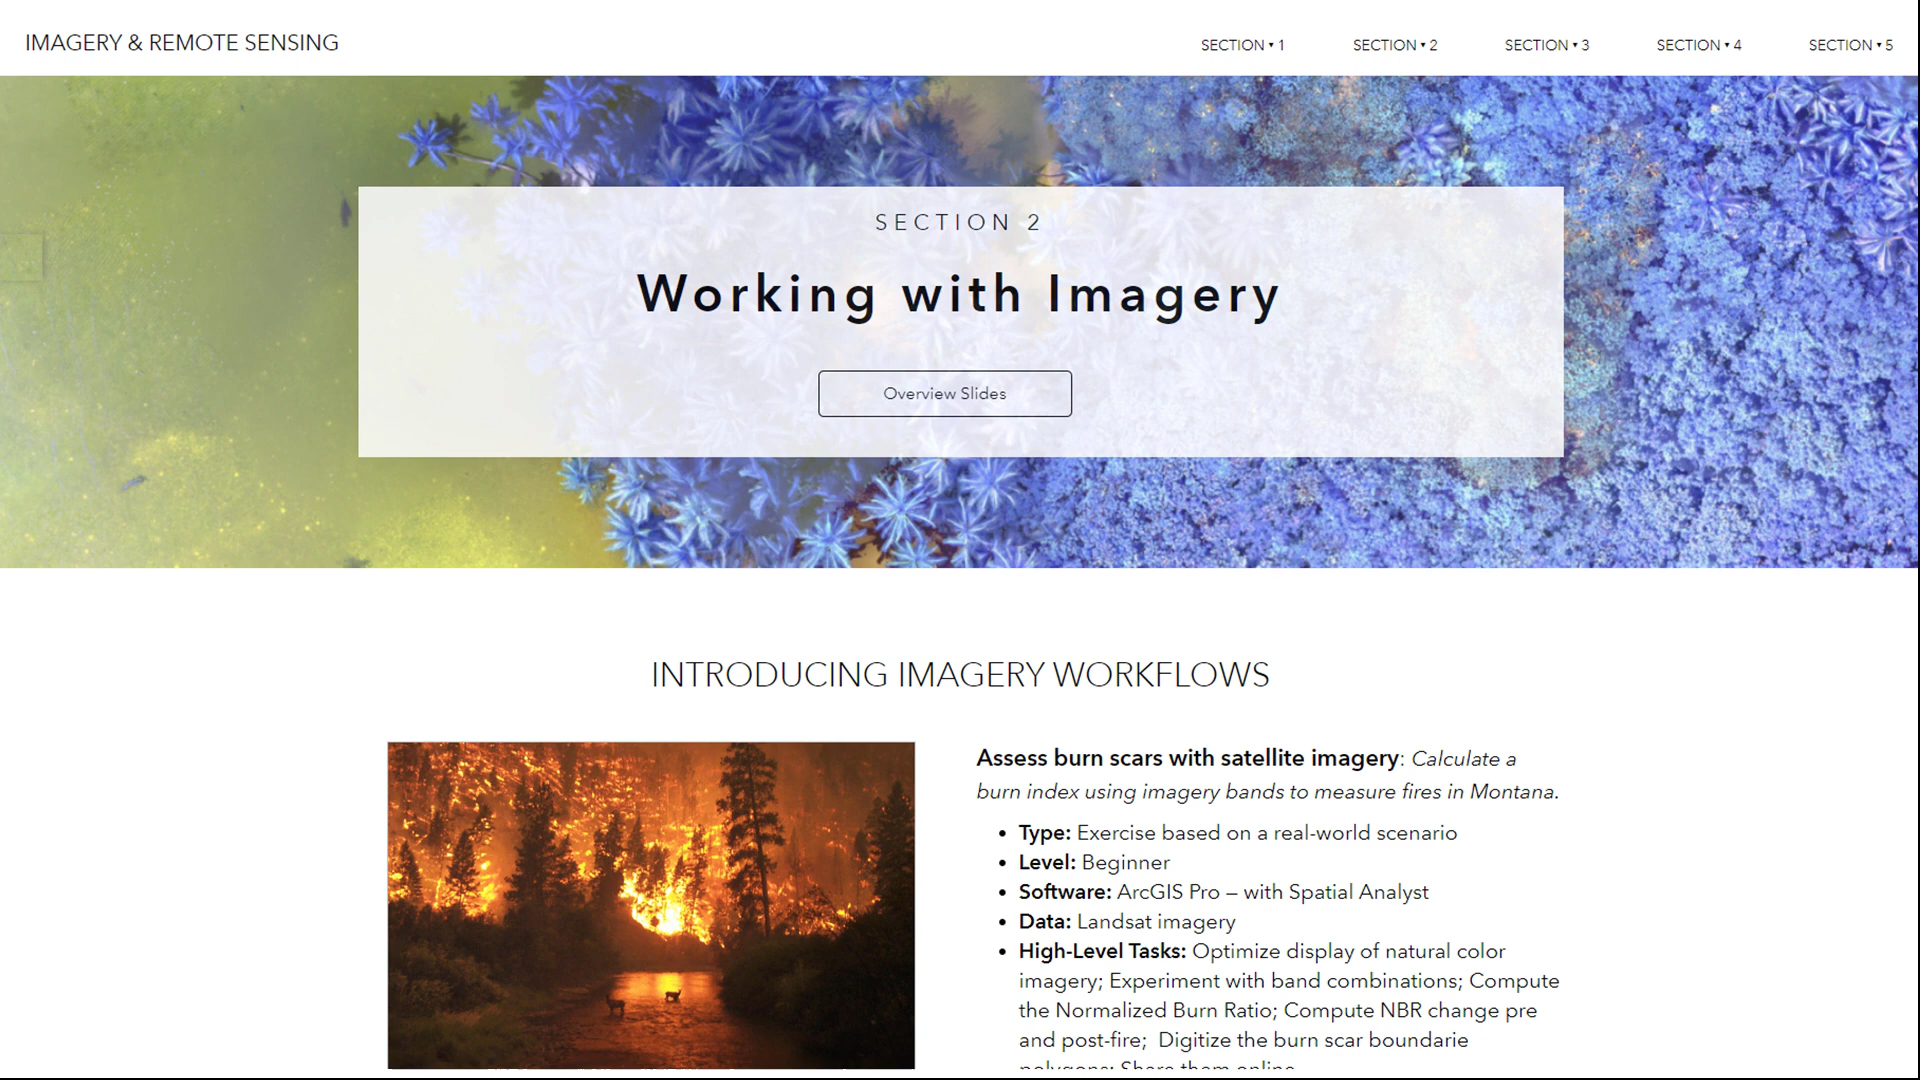 IMAGERY & REMOTE SENSING
SECTION ▾ 1
SECTION ▾ 2
SECTION ▾ 3
SECTION ▾ 4
SECTION ▾ 5
SECTION 2
Working with Imagery
Overview Slides
INTRODUCING IMAGERY WORKFLOWS
Assess burn scars with satellite imagery: Calculate a
burn index using imagery bands to measure fires in Montana.
• Type: Exercise based on a real-world scenario
• Level: Beginner
• Software: ArcGIS Pro – with Spatial Analyst
• Data: Landsat imagery
• High-Level Tasks: Optimize display of natural color
imagery; Experiment with band combinations; Compute
the Normalized Burn Ratio; Compute NBR change pre
and post-fire;  Digitize the burn scar boundarie
polygons; Share them online